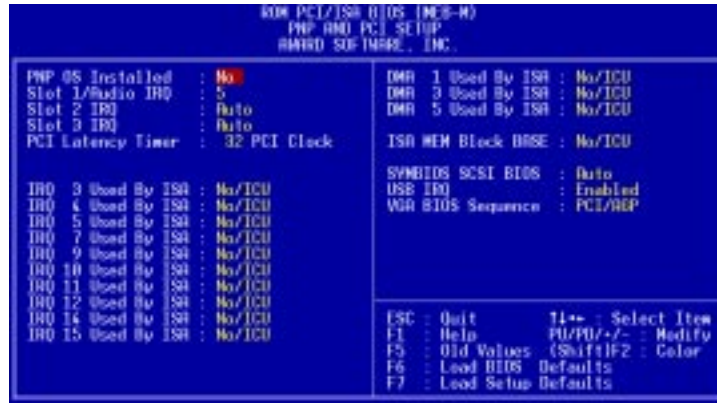 ROM PCI/ISA BIOS (MEB-M)
PNP AND PCI SETUP
AWARD SOFTWARE, INC.
PNP OS Installed : No
Slot 1/Audio IRQ : 5
Slot 2 IRQ : Auto
Slot 3 IRQ : Auto
PCI Latency Timer : 32 PCI Clock
IRQ 3 Used By ISA : No/ICU
IRQ 4 Used By ISA : No/ICU
IRQ 5 Used By ISA : No/ICU
IRQ 7 Used By ISA : No/ICU
IRQ 9 Used By ISA : No/ICU
IRQ 10 Used By ISA : No/ICU
IRQ 11 Used By ISA : No/ICU
IRQ 12 Used By ISA : No/ICU
IRQ 14 Used By ISA : No/ICU
IRQ 15 Used By ISA : No/ICU
DMA 1 Used By ISA : No/ICU
DMA 3 Used By ISA : No/ICU
DMA 5 Used By ISA : No/ICU
ISA MEM Block BASE : No/ICU
SYMBIOS SCSI BIOS : Auto
USB IRQ : Enabled
VGA BIOS Sequence : PCI/AGP
ESC : Quit ↑↓→← : Select Item
F1 : Help PU/PD/+/- : Modify
F5 : Old Values (Shift)F2 : Color
F6 : Load BIOS Defaults
F7 : Load Setup Defaults